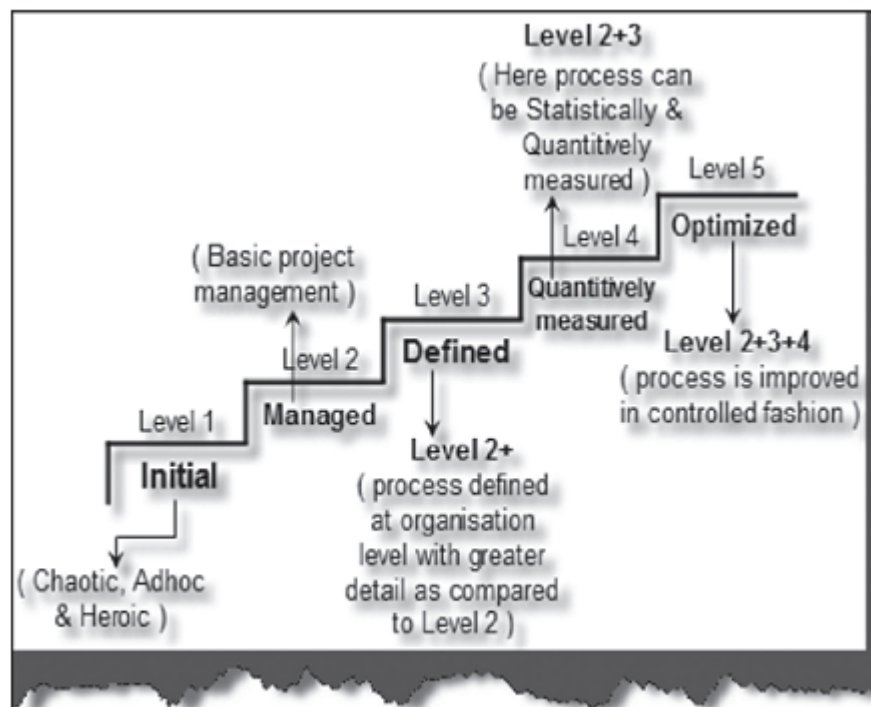 Level 2+3
( Here process can
be Statistically &
Quantitively
measured )
Level 5
Optimized
Level 2+3+4
( process is improved
in controlled fashion )
Level 4
Quantitively
measured
Level 3
Defined
Level 2+
( process defined
at organisation
level with greater
detail as compared
to Level 2 )
( Basic project
management )
Level 2
Managed
Level 1
Initial
( Chaotic, Adhoc
& Heroic )